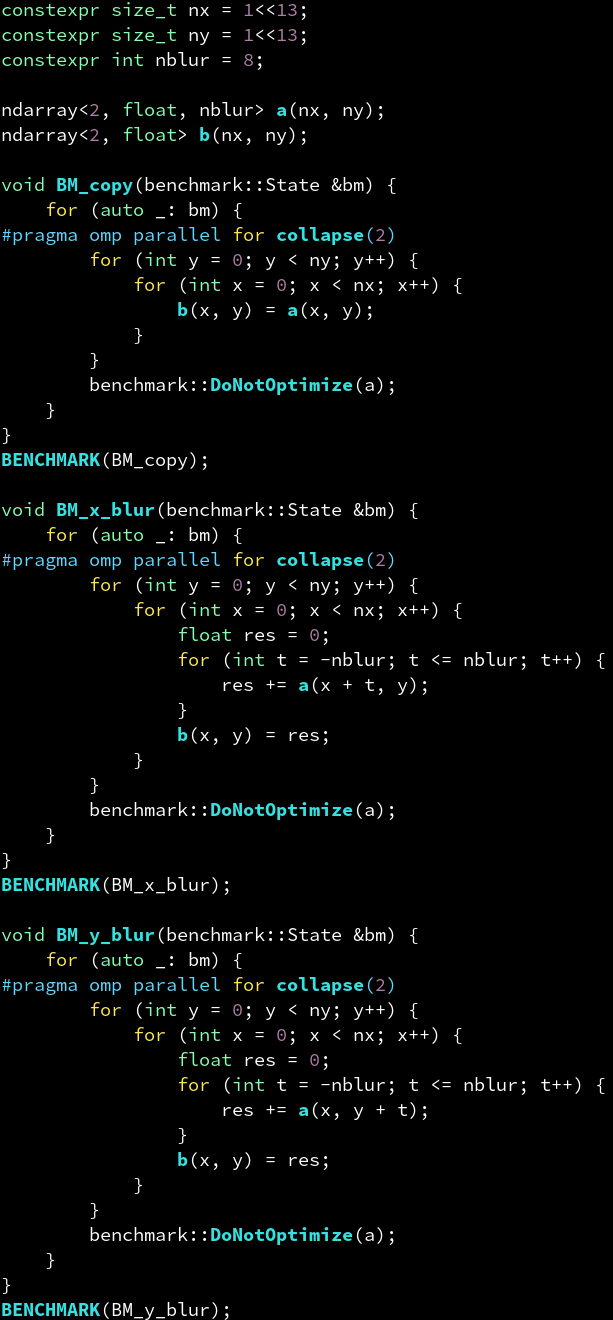 constexpr size_t nx = 1<<13;
constexpr size_t ny = 1<<13;
constexpr int nblur = 8;

ndarray<2, float, nblur> a(nx, ny);
ndarray<2, float> b(nx, ny);

void BM_copy(benchmark::State &bm) {
    for (auto _: bm) {
#pragma omp parallel for collapse(2)
        for (int y = 0; y < ny; y++) {
            for (int x = 0; x < nx; x++) {
                b(x, y) = a(x, y);
            }
        }
        benchmark::DoNotOptimize(a);
    }
}
BENCHMARK(BM_copy);

void BM_x_blur(benchmark::State &bm) {
    for (auto _: bm) {
#pragma omp parallel for collapse(2)
        for (int y = 0; y < ny; y++) {
            for (int x = 0; x < nx; x++) {
                float res = 0;
                for (int t = -nblur; t <= nblur; t++) {
                    res += a(x + t, y);
                }
                b(x, y) = res;
            }
        }
        benchmark::DoNotOptimize(a);
    }
}
BENCHMARK(BM_x_blur);

void BM_y_blur(benchmark::State &bm) {
    for (auto _: bm) {
#pragma omp parallel for collapse(2)
        for (int y = 0; y < ny; y++) {
            for (int x = 0; x < nx; x++) {
                float res = 0;
                for (int t = -nblur; t <= nblur; t++) {
                    res += a(x, y + t);
                }
                b(x, y) = res;
            }
        }
        benchmark::DoNotOptimize(a);
    }
}
BENCHMARK(BM_y_blur);